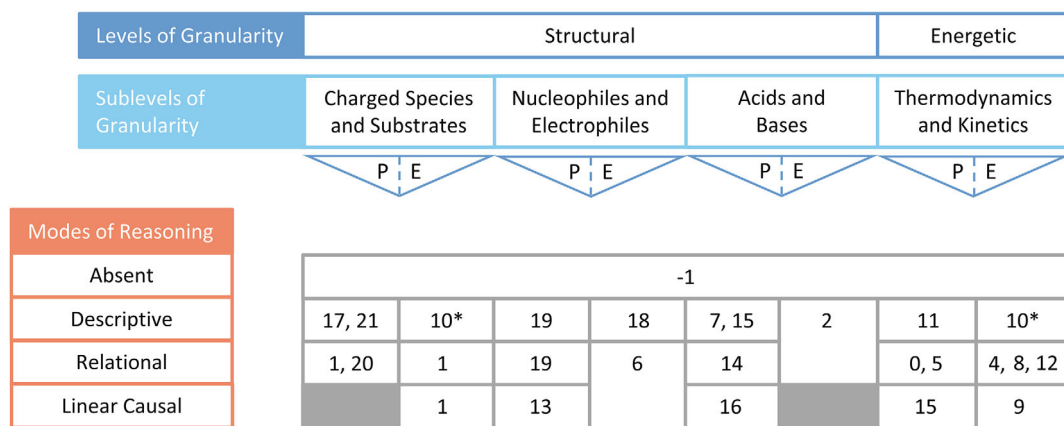 Levels of Granularity Structural Energetic
Sublevels of Granularity
Charged Species and Substrates
Nucleophiles and Electrophiles
Acids and Bases
Thermodynamics and Kinetics
P E P E P E P E
Modes of Reasoning
Absent -1
Descriptive 17, 21 10* 19 18 7, 15 2 11 10*
Relational 1, 20 1 19 6 14 0, 5 4, 8, 12
Linear Causal 1 13 16 15 9